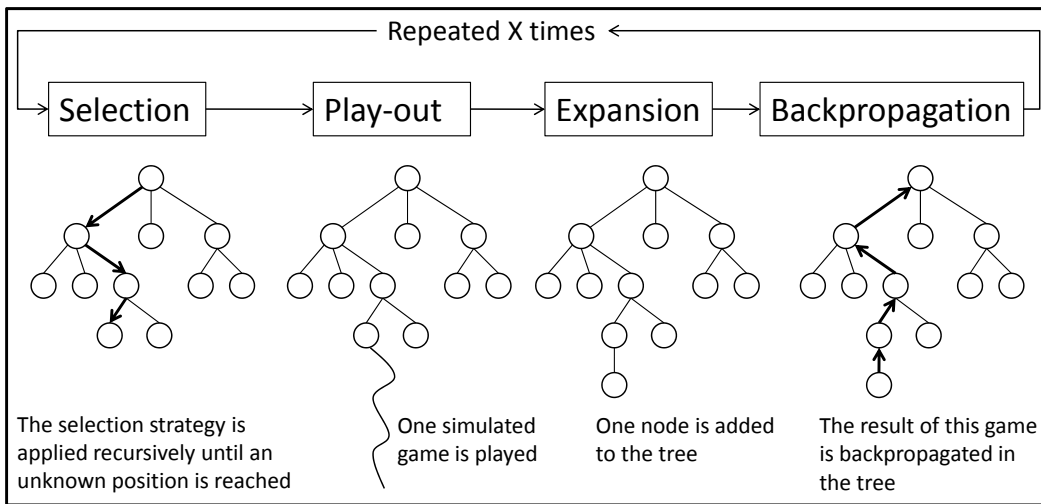 Repeated X times
Selection
Play-out
Expansion
Backpropagation
The selection strategy is
applied recursively until an
unknown position is reached
One simulated
game is played
One node is added
to the tree
The result of this game
is backpropagated in
the tree